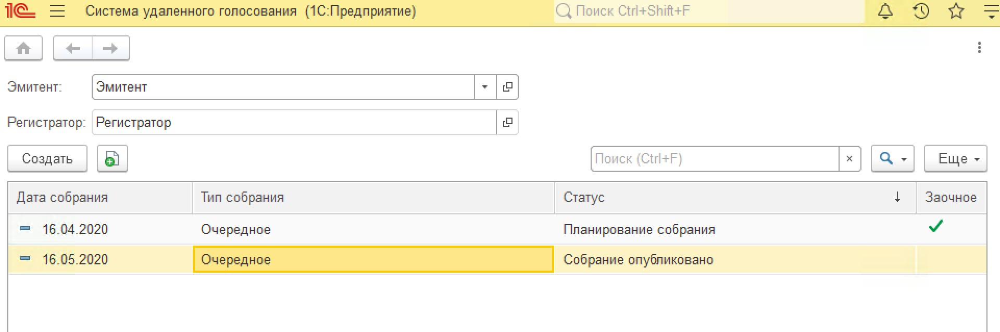 1С Система удаленного голосования (1С:Предприятие) Поиск Ctrl+Shift+F
Эмитент: Эмитент
Регистратор: Регистратор
Создать Поиск (Ctrl+F) × Еще
Дата собрания Тип собрания Статус ↓ Заочное
16.04.2020 Очередное Планирование собрания
16.05.2020 Очередное Собрание опубликовано